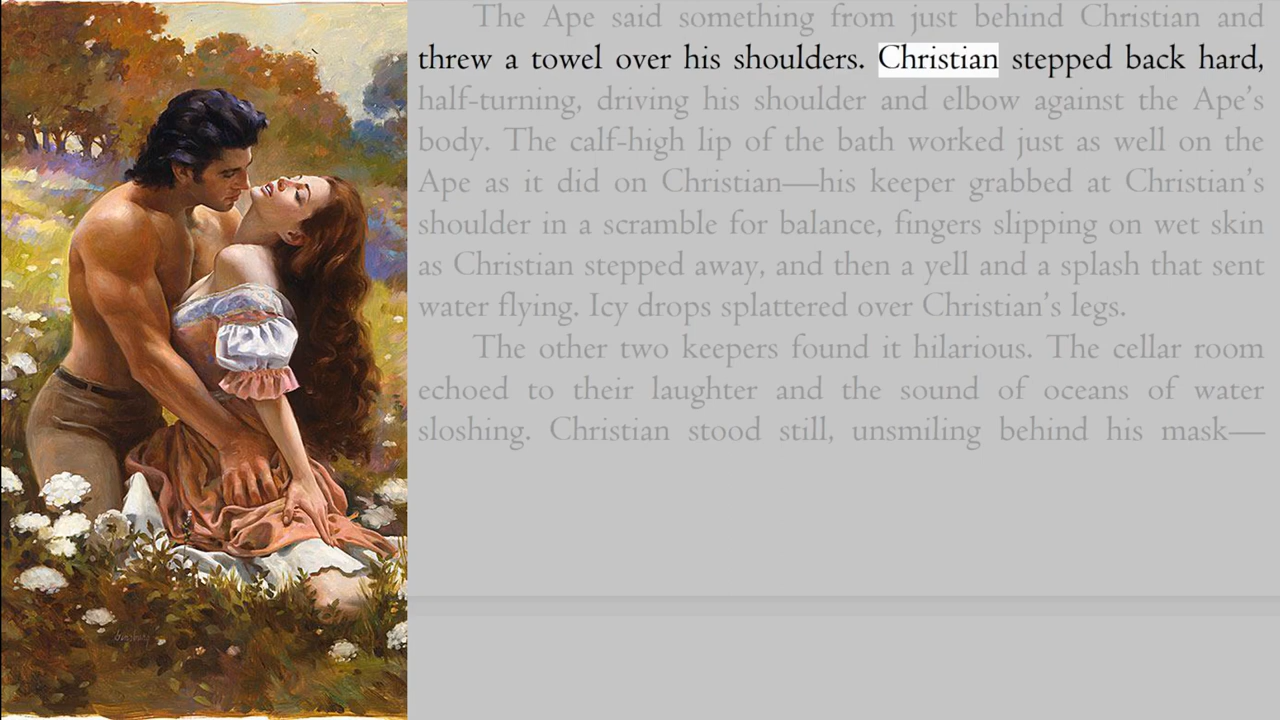 The Ape said something from just behind Christian and
threw a towel over his shoulders. Christian stepped back hard,
half-turning, driving his shoulder and elbow against the Ape’s
body. The calf-high lip of the bath worked just as well on the
Ape as it did on Christian—his keeper grabbed at Christian’s
shoulder in a scramble for balance, fingers slipping on wet skin
as Christian stepped away, and then a yell and a splash that sent
water flying. Icy drops splattered over Christian’s legs.
The other two keepers found it hilarious. The cellar room
echoed to their laughter and the sound of oceans of water
sloshing. Christian stood still, unsmiling behind his mask—